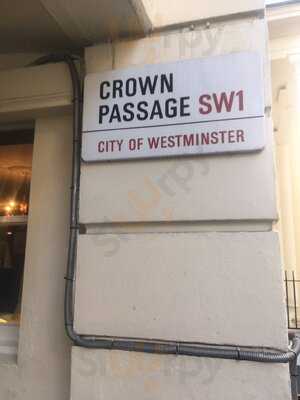 CROWN
PASSAGE SW1
CITY OF WESTMINSTER